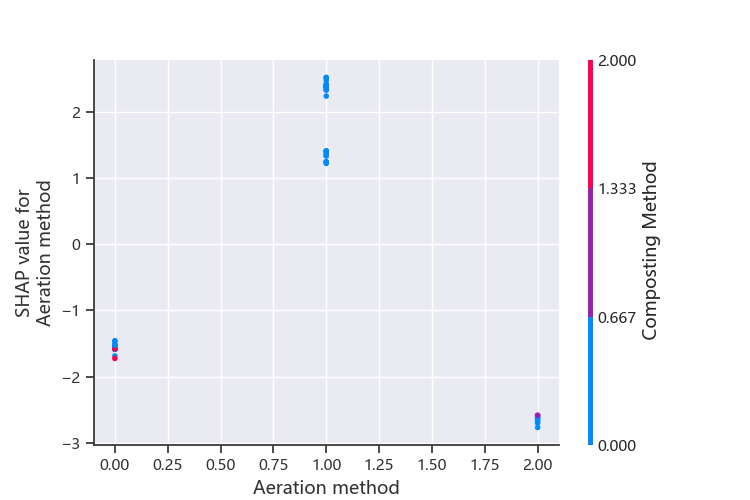 2
1
0
−1
−2
−3
SHAP value for
Aeration method
0.00 0.25 0.50 0.75 1.00 1.25 1.50 1.75 2.00
Aeration method
2.000
1.333
0.667
0.000
Composting Method